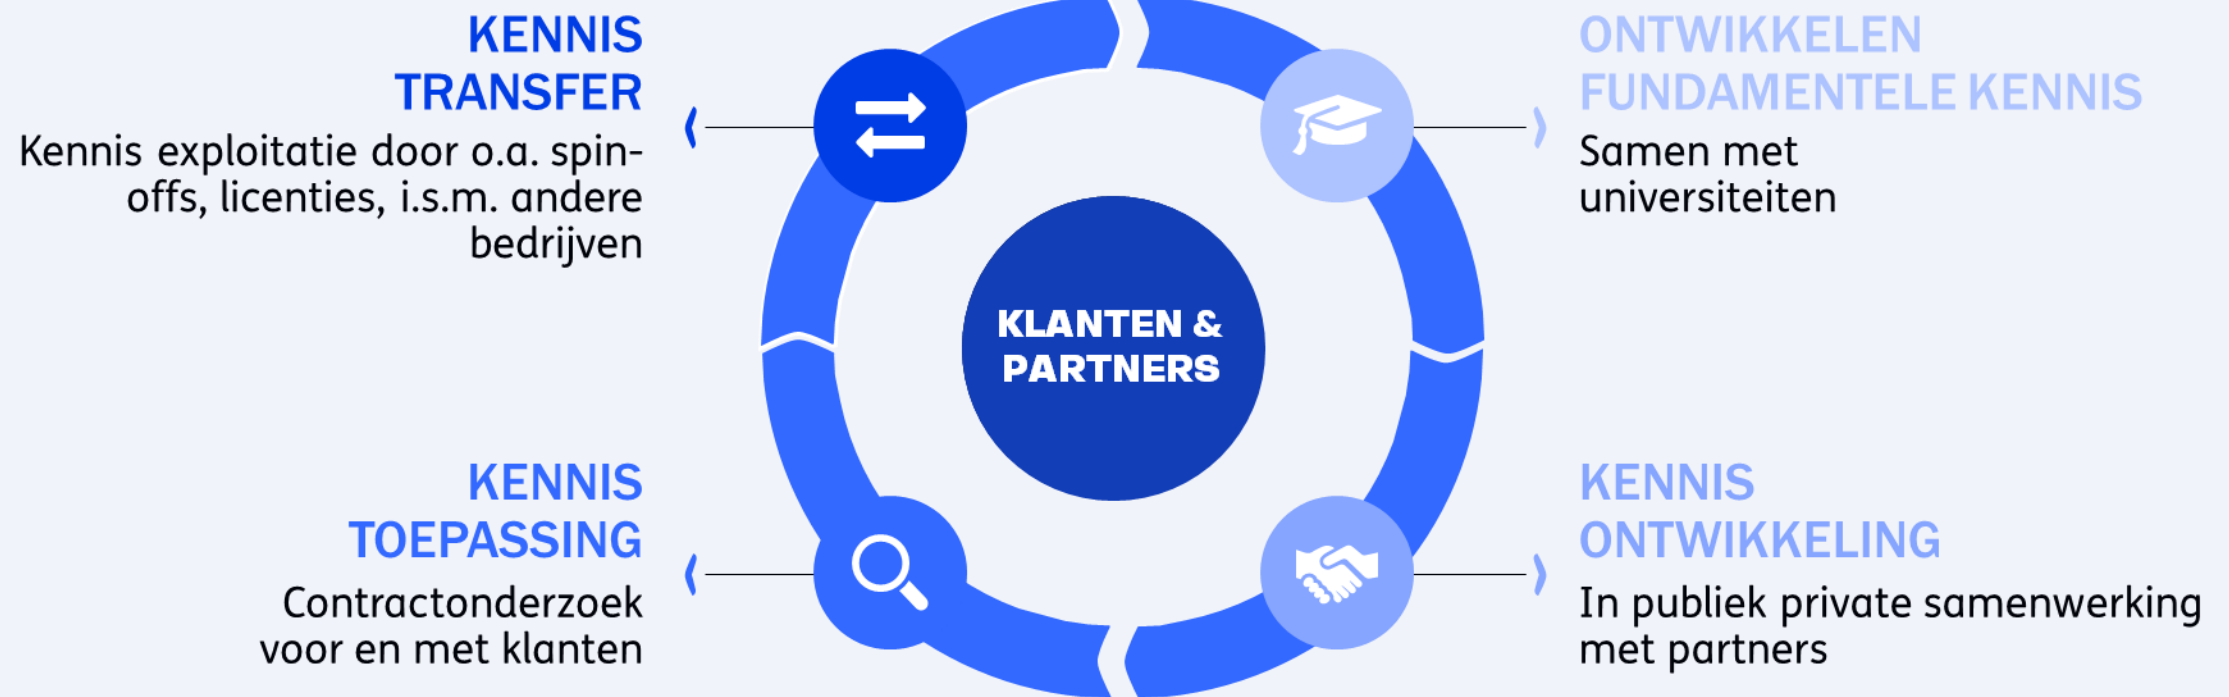 KENNIS
TRANSFER
Kennis exploitatie door o.a. spin-
offs, licenties, i.s.m. andere
bedrijven
ONTWIKKELEN
FUNDAMENTELE KENNIS
Samen met
universiteiten
KLANTEN &
PARTNERS
KENNIS
TOEPASSING
Contractonderzoek
voor en met klanten
KENNIS
ONTWIKKELING
In publiek private samenwerking
met partners